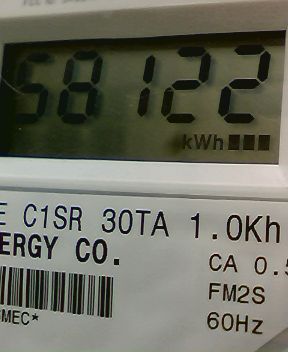 58122
kWh
E C1SR 30TA 1.0Kh
ERGY CO.
CA 0.5
FM2S
MEC*
60Hz